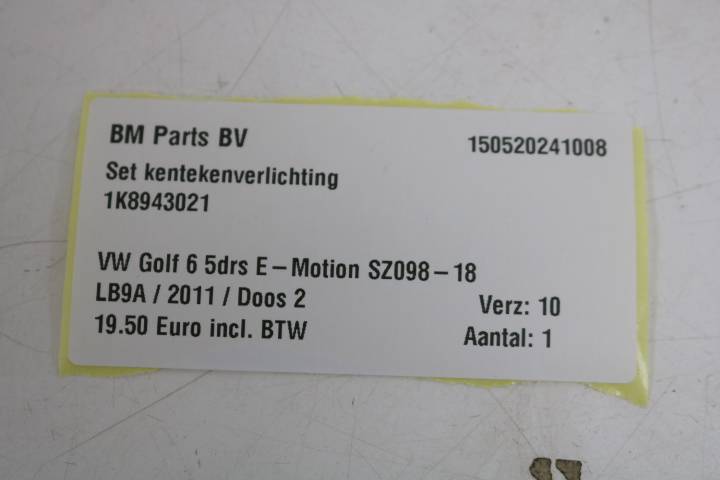 BM Parts BV 150520241008
Set kentekenverlichting
1K8943021
VW Golf 6 5drs E-Motion SZ098-18
LB9A / 2011 / Doos 2 Verz: 10
19.50 Euro incl. BTW Aantal: 1